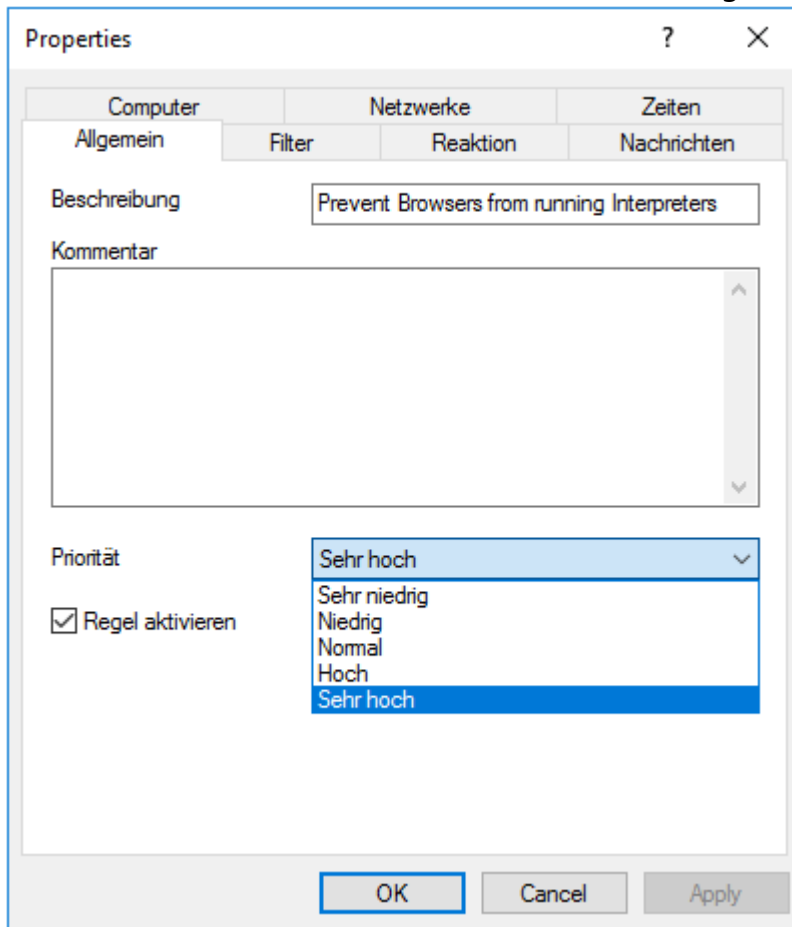 Properties
?
Computer
Netzwerke
Zeiten
Allgemein
Filter
Reaktion
Nachrichten
Beschreibung
Prevent Browsers from running Interpreters
Kommentar
Priorität
Sehr hoch
Sehr niedrig
Regel aktivieren
Niedrig
Normal
Hoch
Sehr hoch
OK
Cancel
Apply